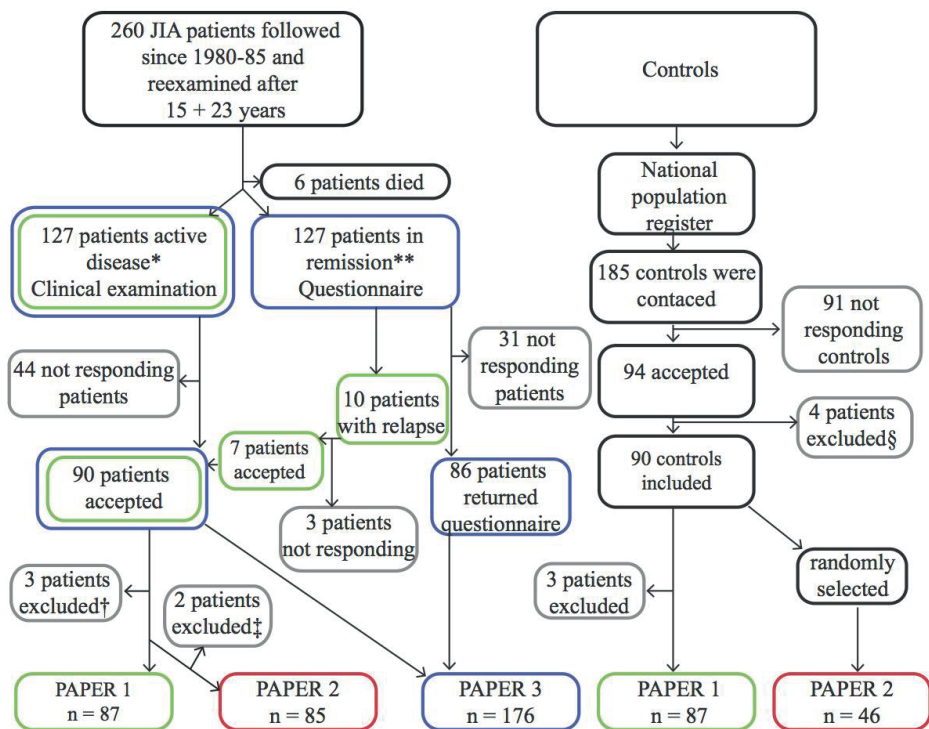 260 JIA patients followed
since 1980-85 and
reexamined after
15 + 23 years
Controls
6 patients died
National
population
register
127 patients active
disease*
Clinical examination
127 patients in
remission**
Questionnaire
185 controls were
contaced
91 not
responding
controls
44 not responding
patients
31 not
responding
patients
94 accepted
10 patients
with relapse
4 patients
excluded§
7 patients
accepted
90 patients
accepted
86 patients
returned
questionnaire
90 controls
included
3 patients
not responding
3 patients
excluded†
2 patients
excluded‡
3 patients
excluded
randomly
selected
PAPER 1
n = 87
PAPER 2
n = 85
PAPER 3
n = 176
PAPER 1
n = 87
PAPER 2
n = 46